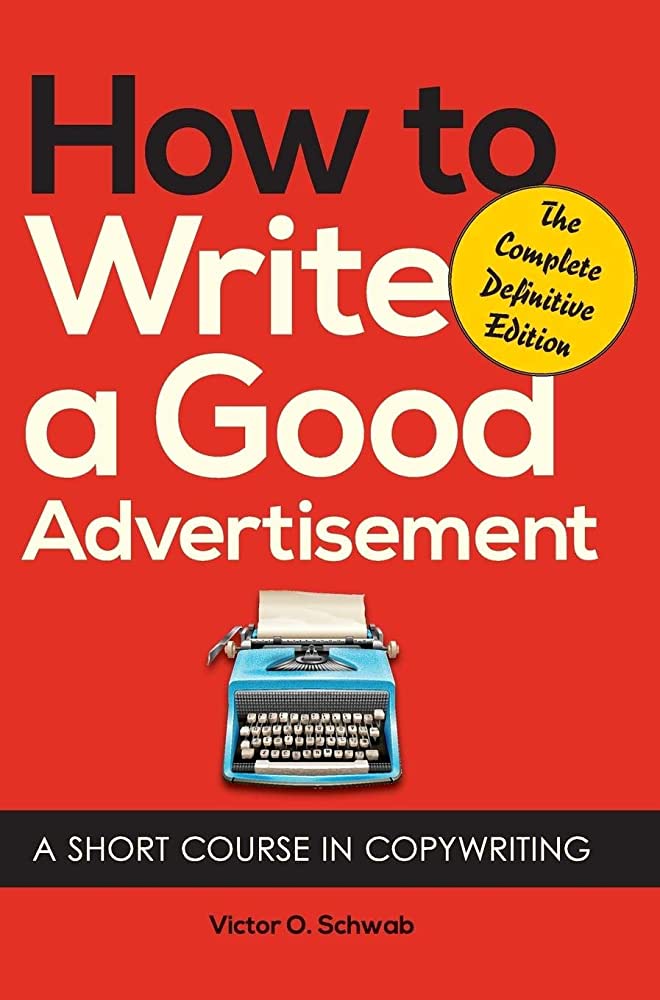 How to
Write
a Good
Advertisement
The
Complete
Definitive
Edition
A SHORT COURSE IN COPYWRITING
Victor O. Schwab